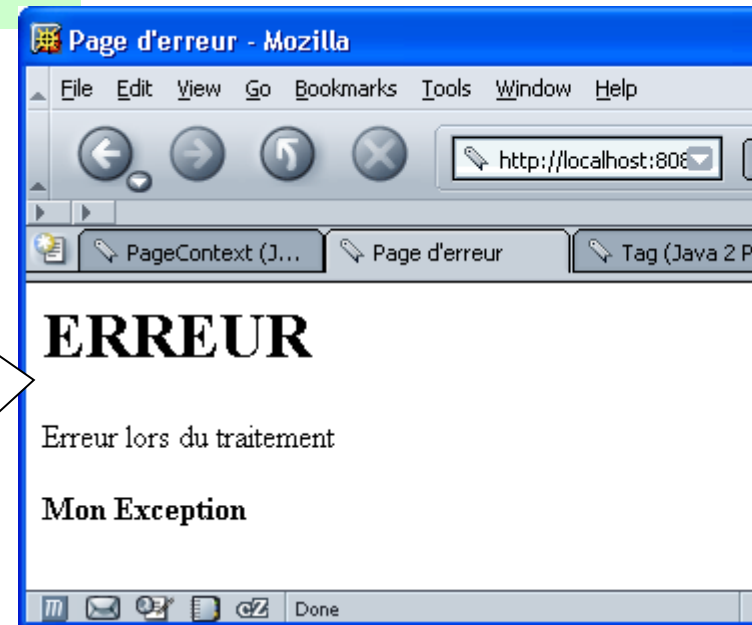 Page d'erreur - Mozilla
File Edit View Go Bookmarks Tools Window Help
http://localhost:808
PageContext (J... Page d'erreur Tag (Java 2 P
ERREUR
Erreur lors du traitement
Mon Exception
Done